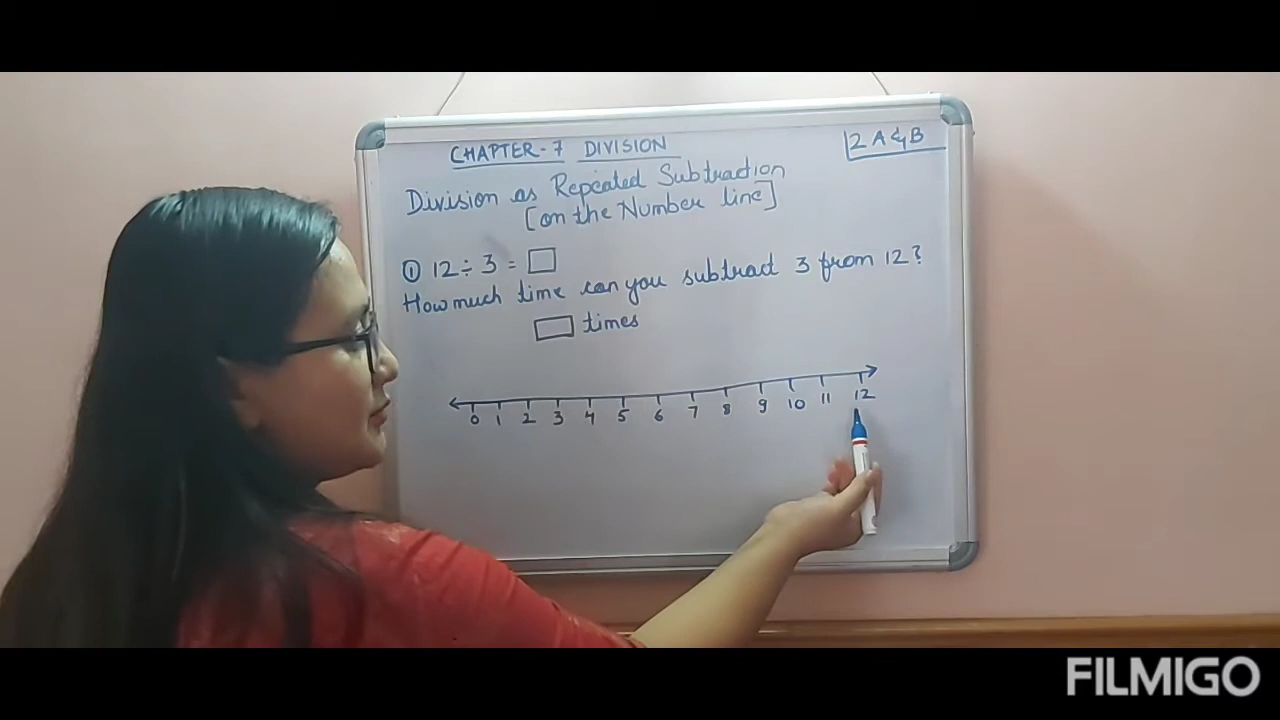 CHAPTER-7 DIVISION
2 A & B
Division as Repeated Subtraction
[on the Number line]
① 12 ÷ 3 = □
How much time can you subtract 3 from 12?
□ times
0 1 2 3 4 5 6 7 8 9 10 11 12
FILMIGO